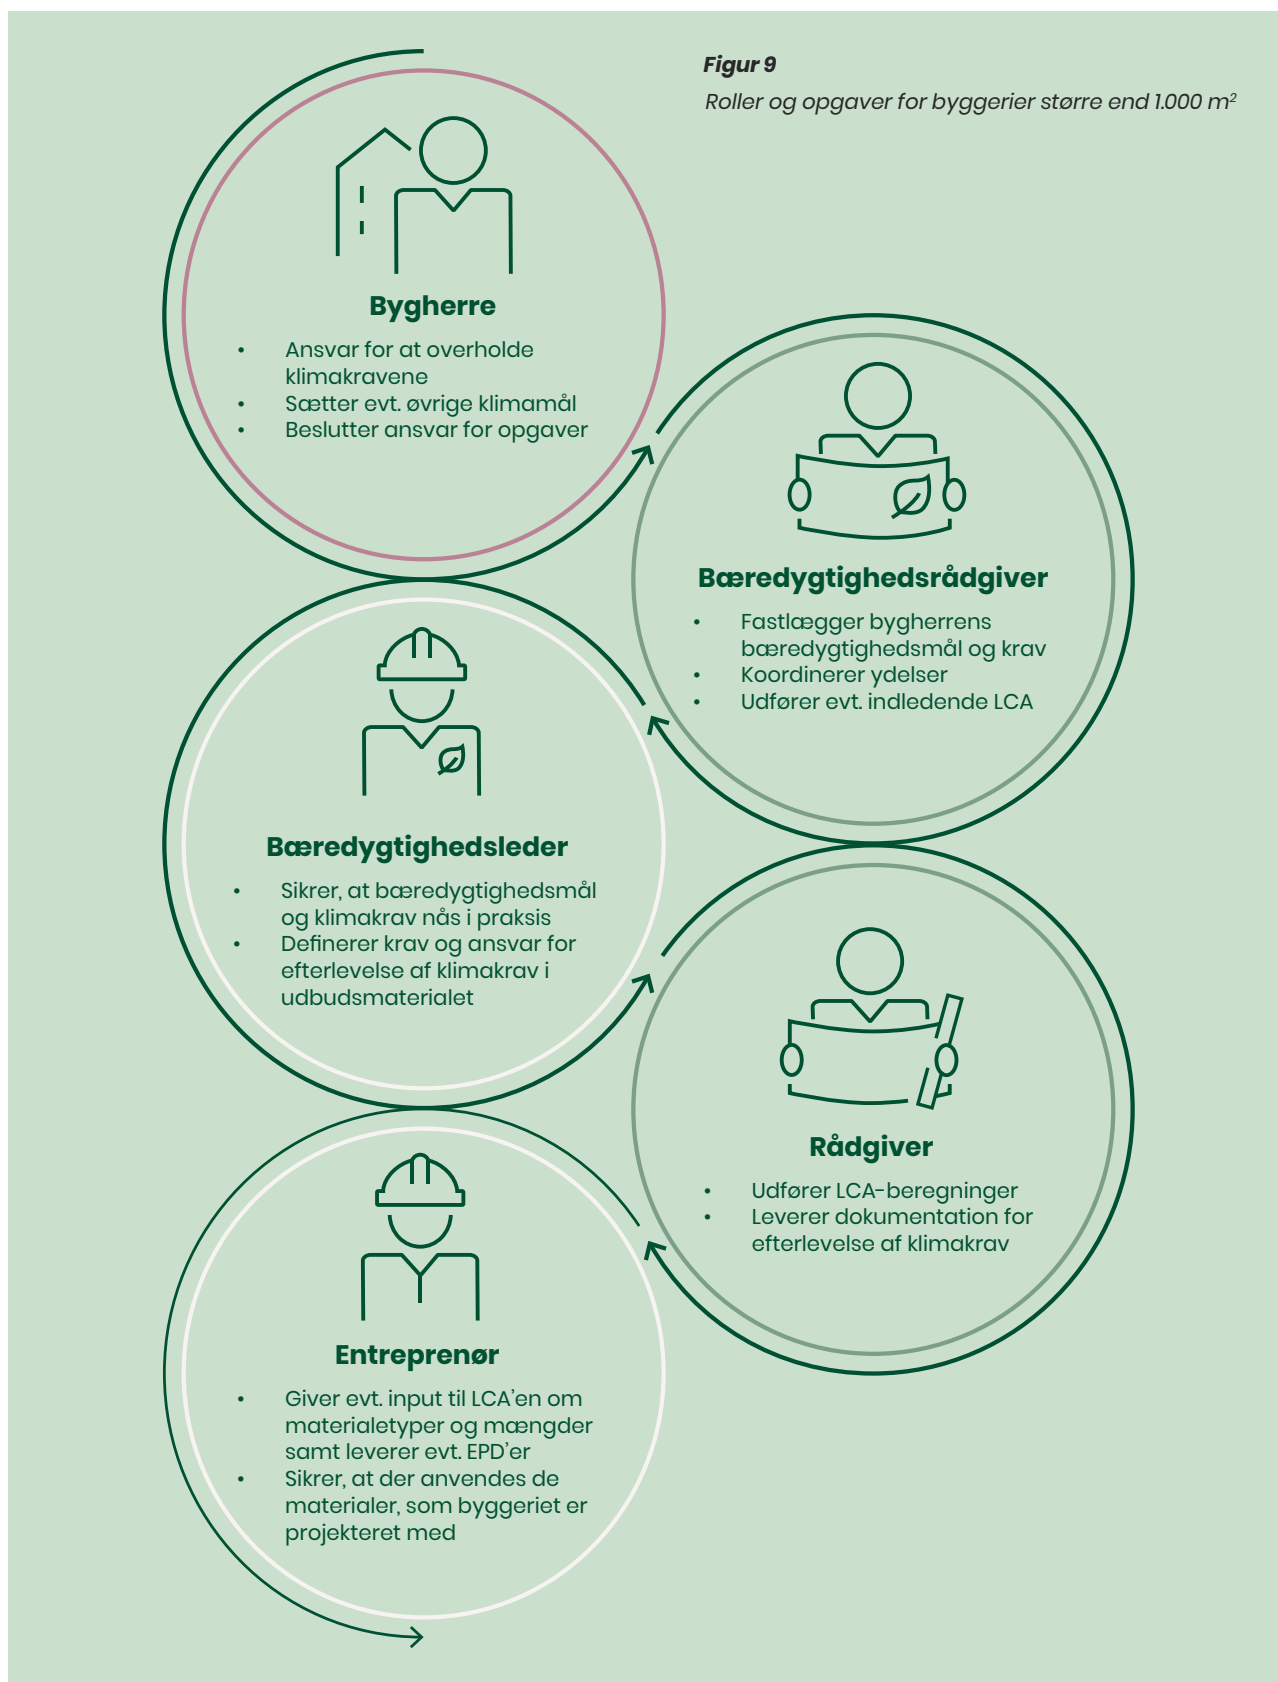 Figur 9
Roller og opgaver for byggerier større end 1.000 m²
Bygherre
• Ansvar for at overholde
klimakravene
• Sætter evt. øvrige klimamål
• Beslutter ansvar for opgaver
Bæredygtighedsrådgiver
• Fastlægger bygherrens
bæredygtighedsmål og krav
• Koordinerer ydelser
• Udfører evt. indledende LCA
Bæredygtighedsleder
• Sikrer, at bæredygtighedsmål
og klimakrav nås i praksis
• Definerer krav og ansvar for
efterlevelse af klimakrav i
udbudsmaterialet
Rådgiver
• Udfører LCA-beregninger
• Leverer dokumentation for
efterlevelse af klimakrav
Entreprenør
• Giver evt. input til LCA’en om
materialetyper og mængder
samt leverer evt. EPD’er
• Sikrer, at der anvendes de
materialer, som byggeriet er
projekteret med